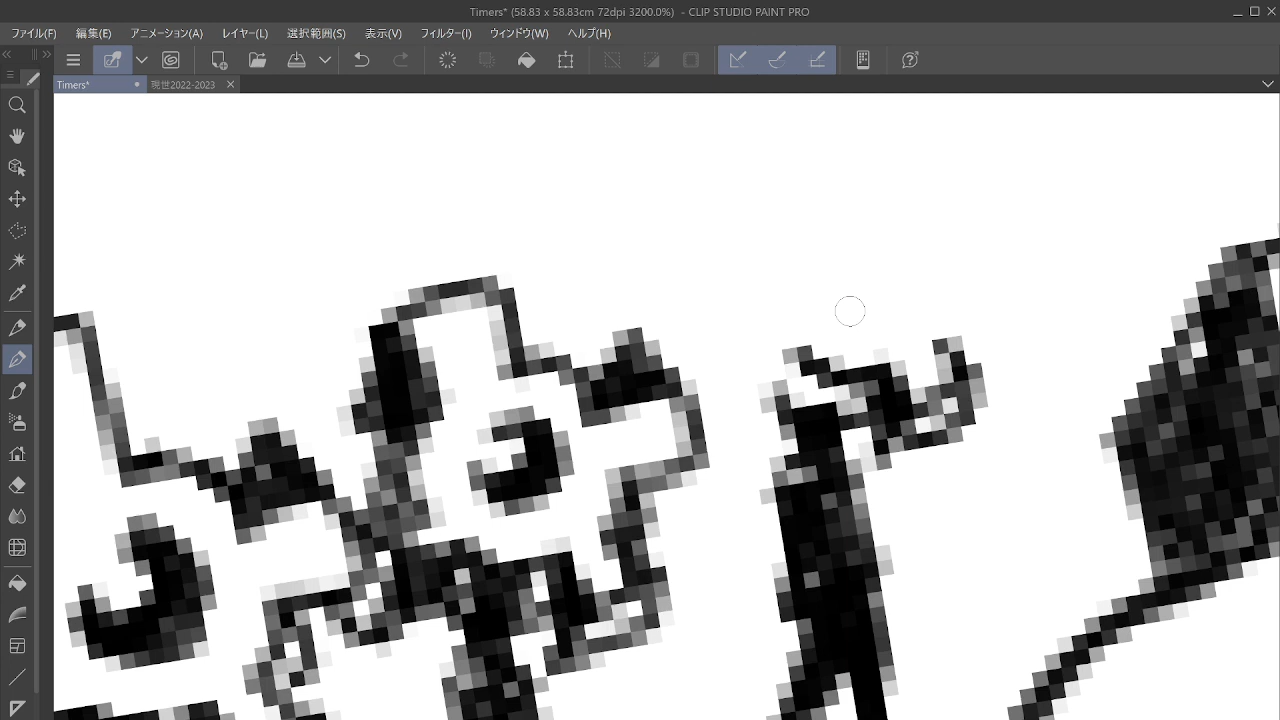 Timers* (58.83 x 58.83cm 72dpi 3200.0%)  - CLIP STUDIO PAINT PRO
ファイル(F) 編集(E) アニメーション(A) レイヤー(L) 選択範囲(S) 表示(V) フィルター(I) ウィンドウ(W) ヘルプ(H)
Timers* 現世2022-2023